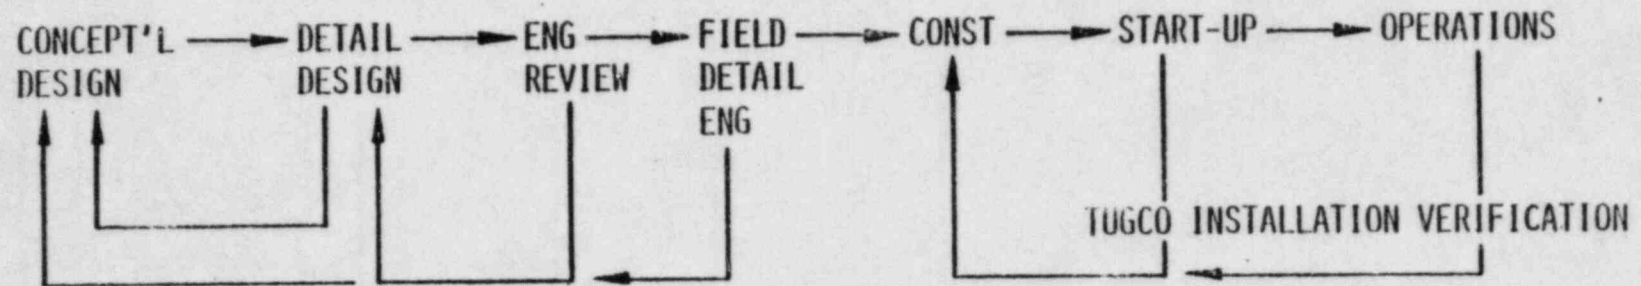 CONCEPT'L DETAIL ENG FIELD CONST START-UP OPERATIONS
DESIGN DESIGN REVIEW DETAIL
ENG
TUGCO INSTALLATION VERIFICATION